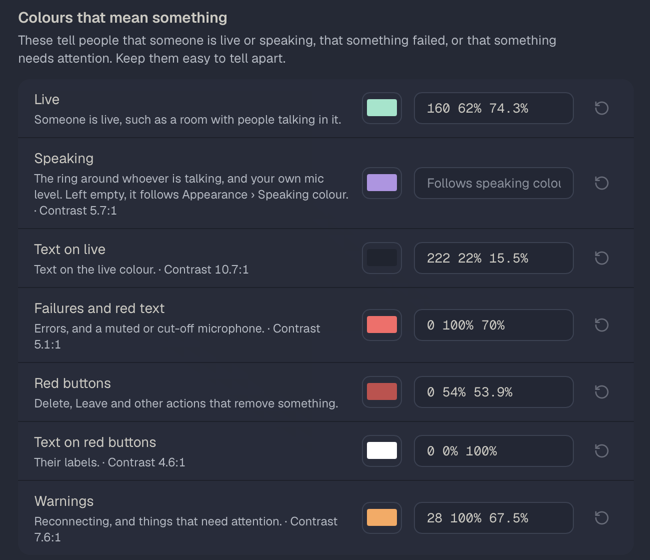 Colours that mean something
These tell people that someone is live or speaking, that something failed, or that something
needs attention. Keep them easy to tell apart.
Live
Someone is live, such as a room with people talking in it.
160 62% 74.3%
Speaking
The ring around whoever is talking, and your own mic
level. Left empty, it follows Appearance › Speaking colour.
· Contrast 5.7:1
Follows speaking colou
Text on live
Text on the live colour. · Contrast 10.7:1
222 22% 15.5%
Failures and red text
Errors, and a muted or cut-off microphone. · Contrast
5.1:1
0 100% 70%
Red buttons
Delete, Leave and other actions that remove something.
0 54% 53.9%
Text on red buttons
Their labels. · Contrast 4.6:1
0 0% 100%
Warnings
Reconnecting, and things that need attention. · Contrast
7.6:1
28 100% 67.5%